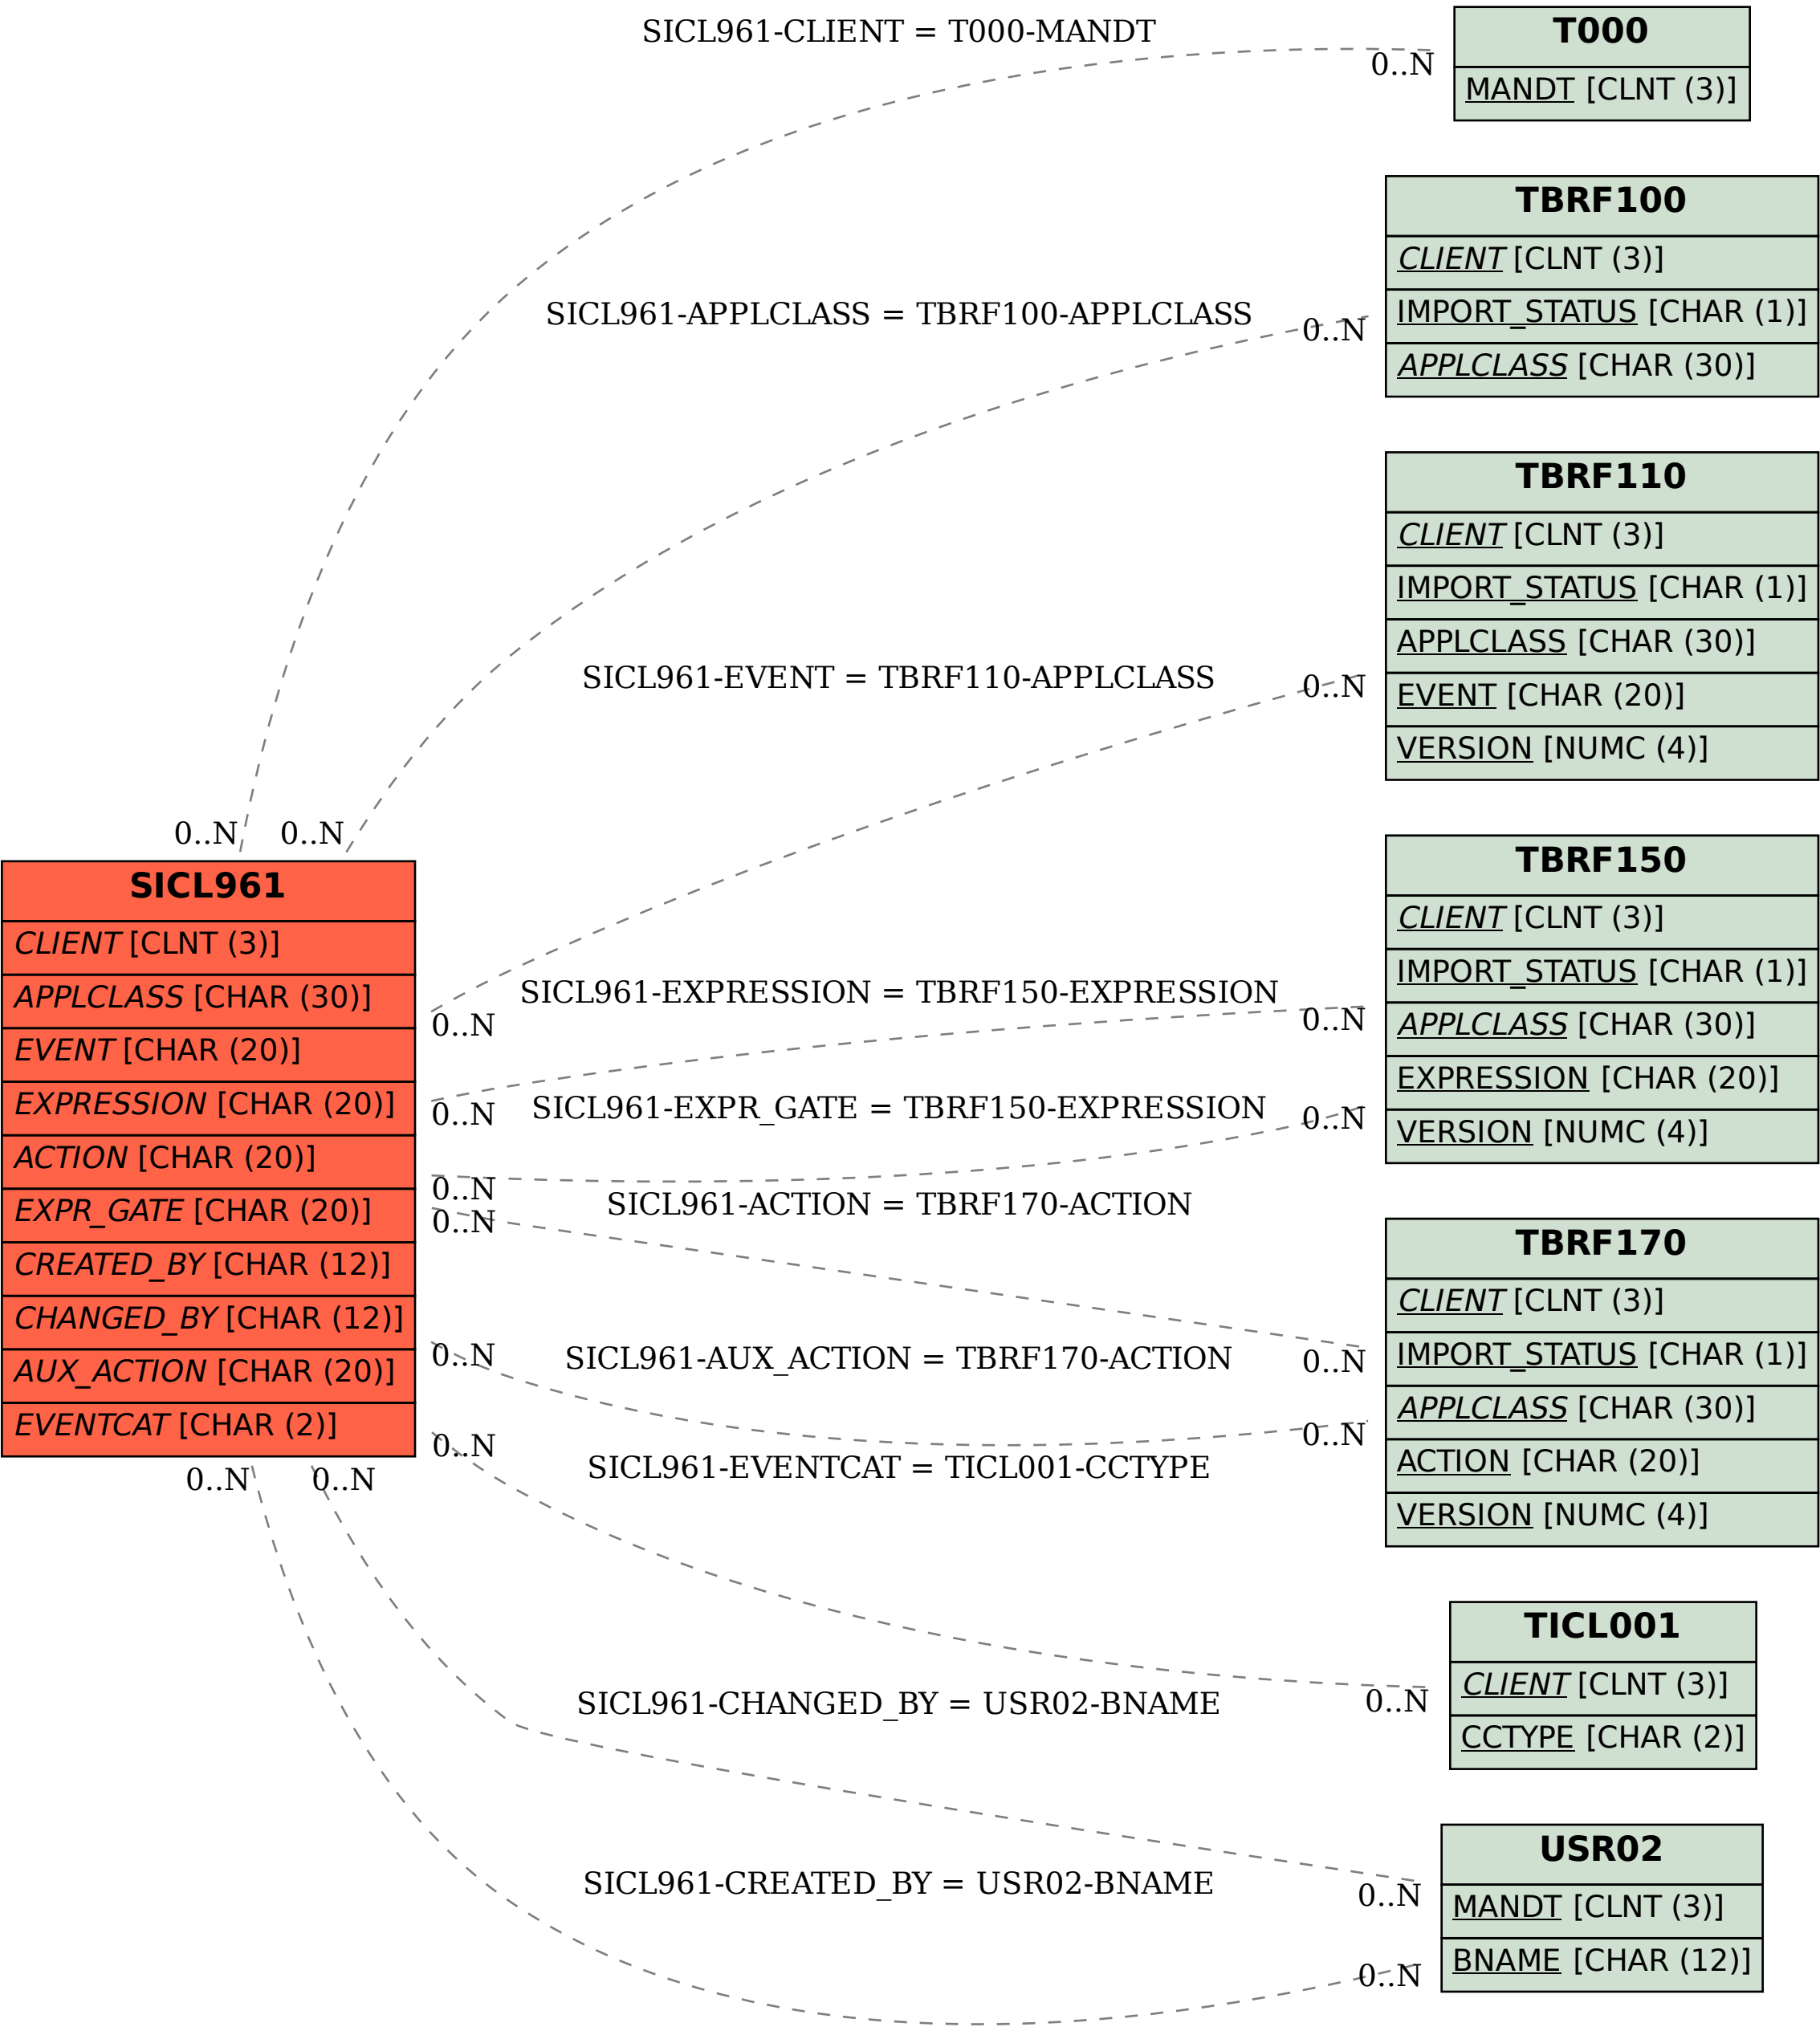 SICL961-CLIENT = T000-MANDT
0..N
T000
MANDT [CLNT (3)]
TBRF100
CLIENT [CLNT (3)]
IMPORT_STATUS [CHAR (1)]
APPLCLASS [CHAR (30)]
SICL961-APPLCLASS = TBRF100-APPLCLASS
0..N
TBRF110
CLIENT [CLNT (3)]
IMPORT_STATUS [CHAR (1)]
APPLCLASS [CHAR (30)]
EVENT [CHAR (20)]
VERSION [NUMC (4)]
SICL961-EVENT = TBRF110-APPLCLASS
0..N
0..N
0..N
SICL961
CLIENT [CLNT (3)]
APPLCLASS [CHAR (30)]
EVENT [CHAR (20)]
EXPRESSION [CHAR (20)]
ACTION [CHAR (20)]
EXPR_GATE [CHAR (20)]
CREATED_BY [CHAR (12)]
CHANGED_BY [CHAR (12)]
AUX_ACTION [CHAR (20)]
EVENTCAT [CHAR (2)]
0..N
0..N
0..N
SICL961-EXPRESSION = TBRF150-EXPRESSION
0..N
0..N
SICL961-EXPR_GATE = TBRF150-EXPRESSION
0..N
0..N
SICL961-ACTION = TBRF170-ACTION
0..N
0..N
SICL961-AUX_ACTION = TBRF170-ACTION
0..N
0..N
0..N
SICL961-EVENTCAT = TICL001-CCTYPE
TBRF150
CLIENT [CLNT (3)]
IMPORT_STATUS [CHAR (1)]
APPLCLASS [CHAR (30)]
EXPRESSION [CHAR (20)]
VERSION [NUMC (4)]
TBRF170
CLIENT [CLNT (3)]
IMPORT_STATUS [CHAR (1)]
APPLCLASS [CHAR (30)]
ACTION [CHAR (20)]
VERSION [NUMC (4)]
TICL001
CLIENT [CLNT (3)]
CCTYPE [CHAR (2)]
SICL961-CHANGED_BY = USR02-BNAME
0..N
USR02
MANDT [CLNT (3)]
BNAME [CHAR (12)]
SICL961-CREATED_BY = USR02-BNAME
0..N
0..N